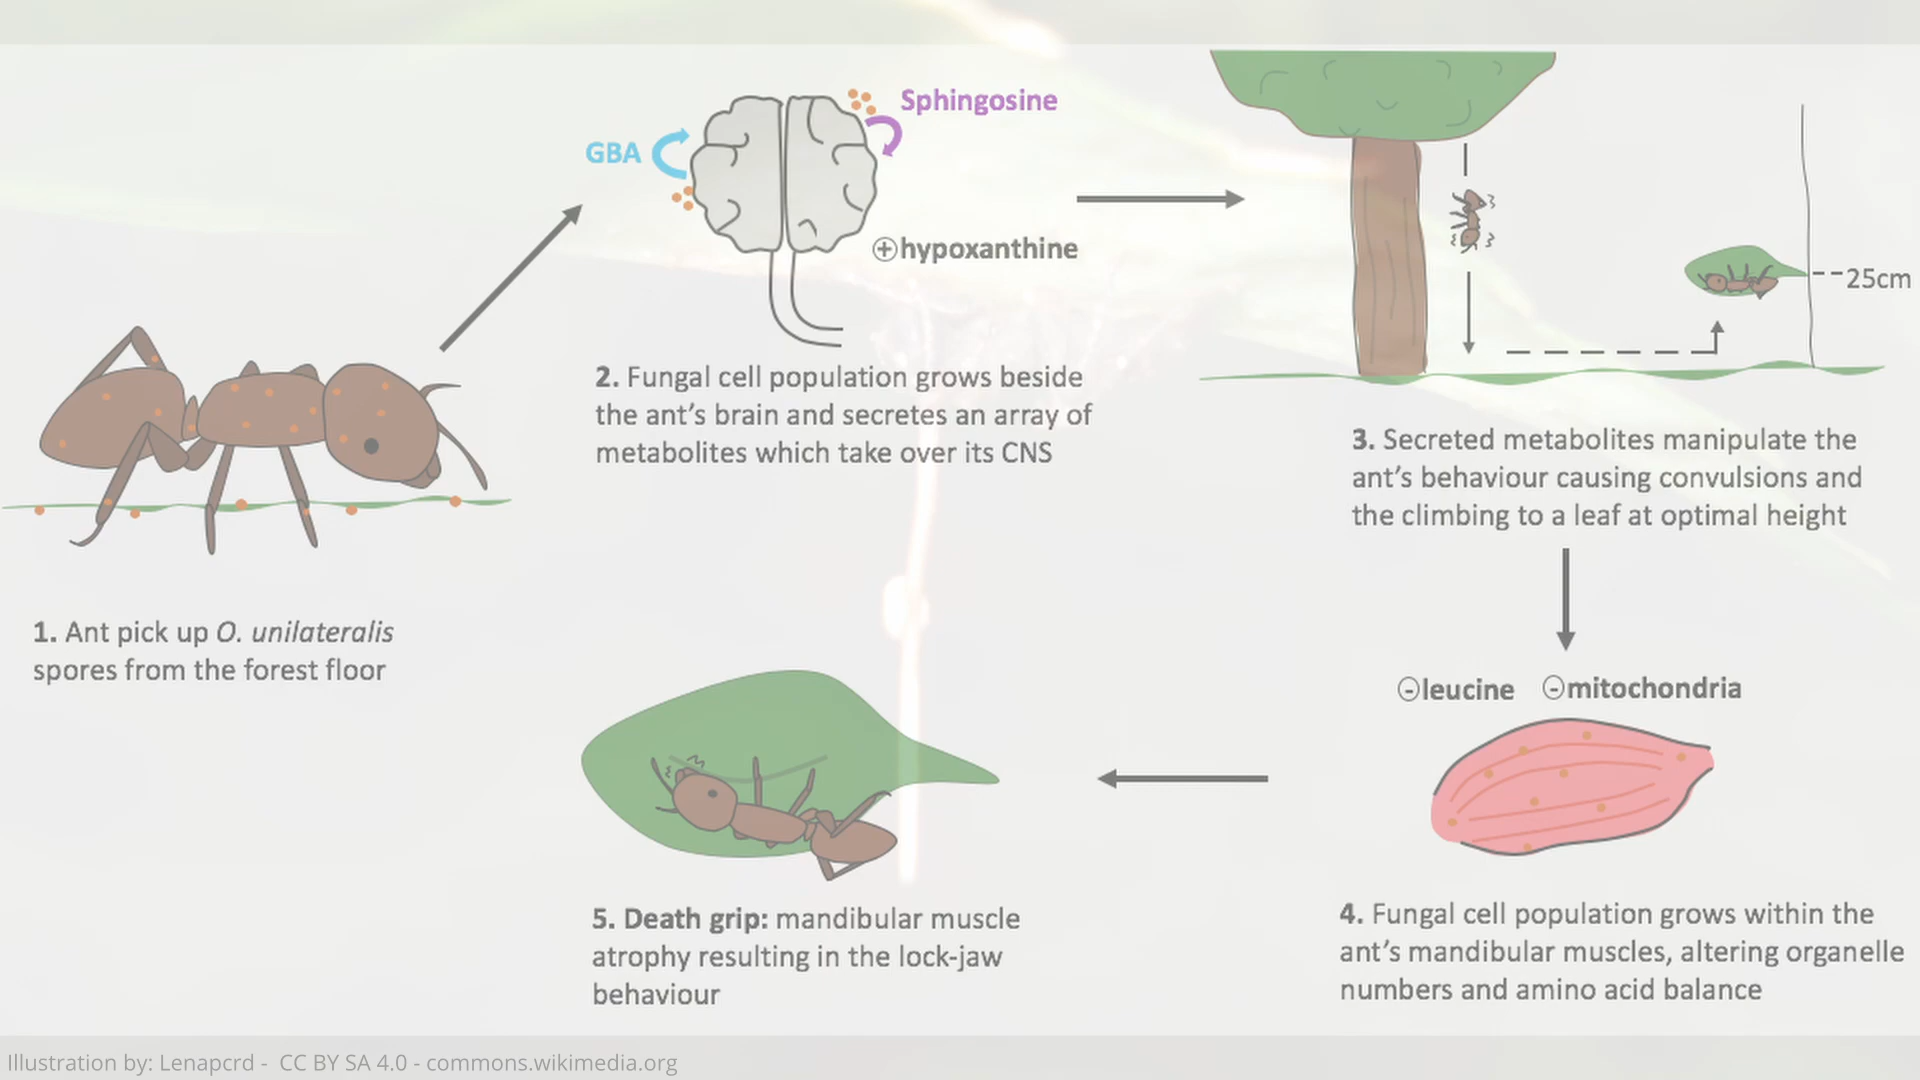 GBA
Sphingosine
⊕hypoxanthine
25cm
1. Ant pick up O. unilateralis
spores from the forest floor
2. Fungal cell population grows beside
the ant's brain and secretes an array of
metabolites which take over its CNS
3. Secreted metabolites manipulate the
ant's behaviour causing convulsions and
the climbing to a leaf at optimal height
⊖leucine ⊖mitochondria
4. Fungal cell population grows within the
ant's mandibular muscles, altering organelle
numbers and amino acid balance
5. Death grip: mandibular muscle
atrophy resulting in the lock-jaw
behaviour
Illustration by: Lenapcrd - CC BY SA 4.0 - commons.wikimedia.org